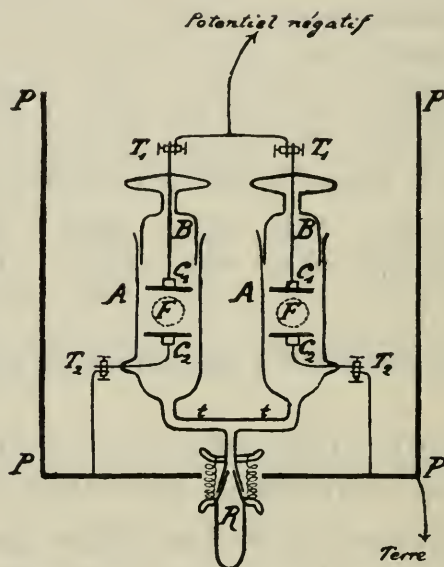 Potentiel négatif
P P
T₁ T₁
B B
C₁ C₁
A F A F
C₂ C₂
T₂ T₂
t t
P P
R
Terre